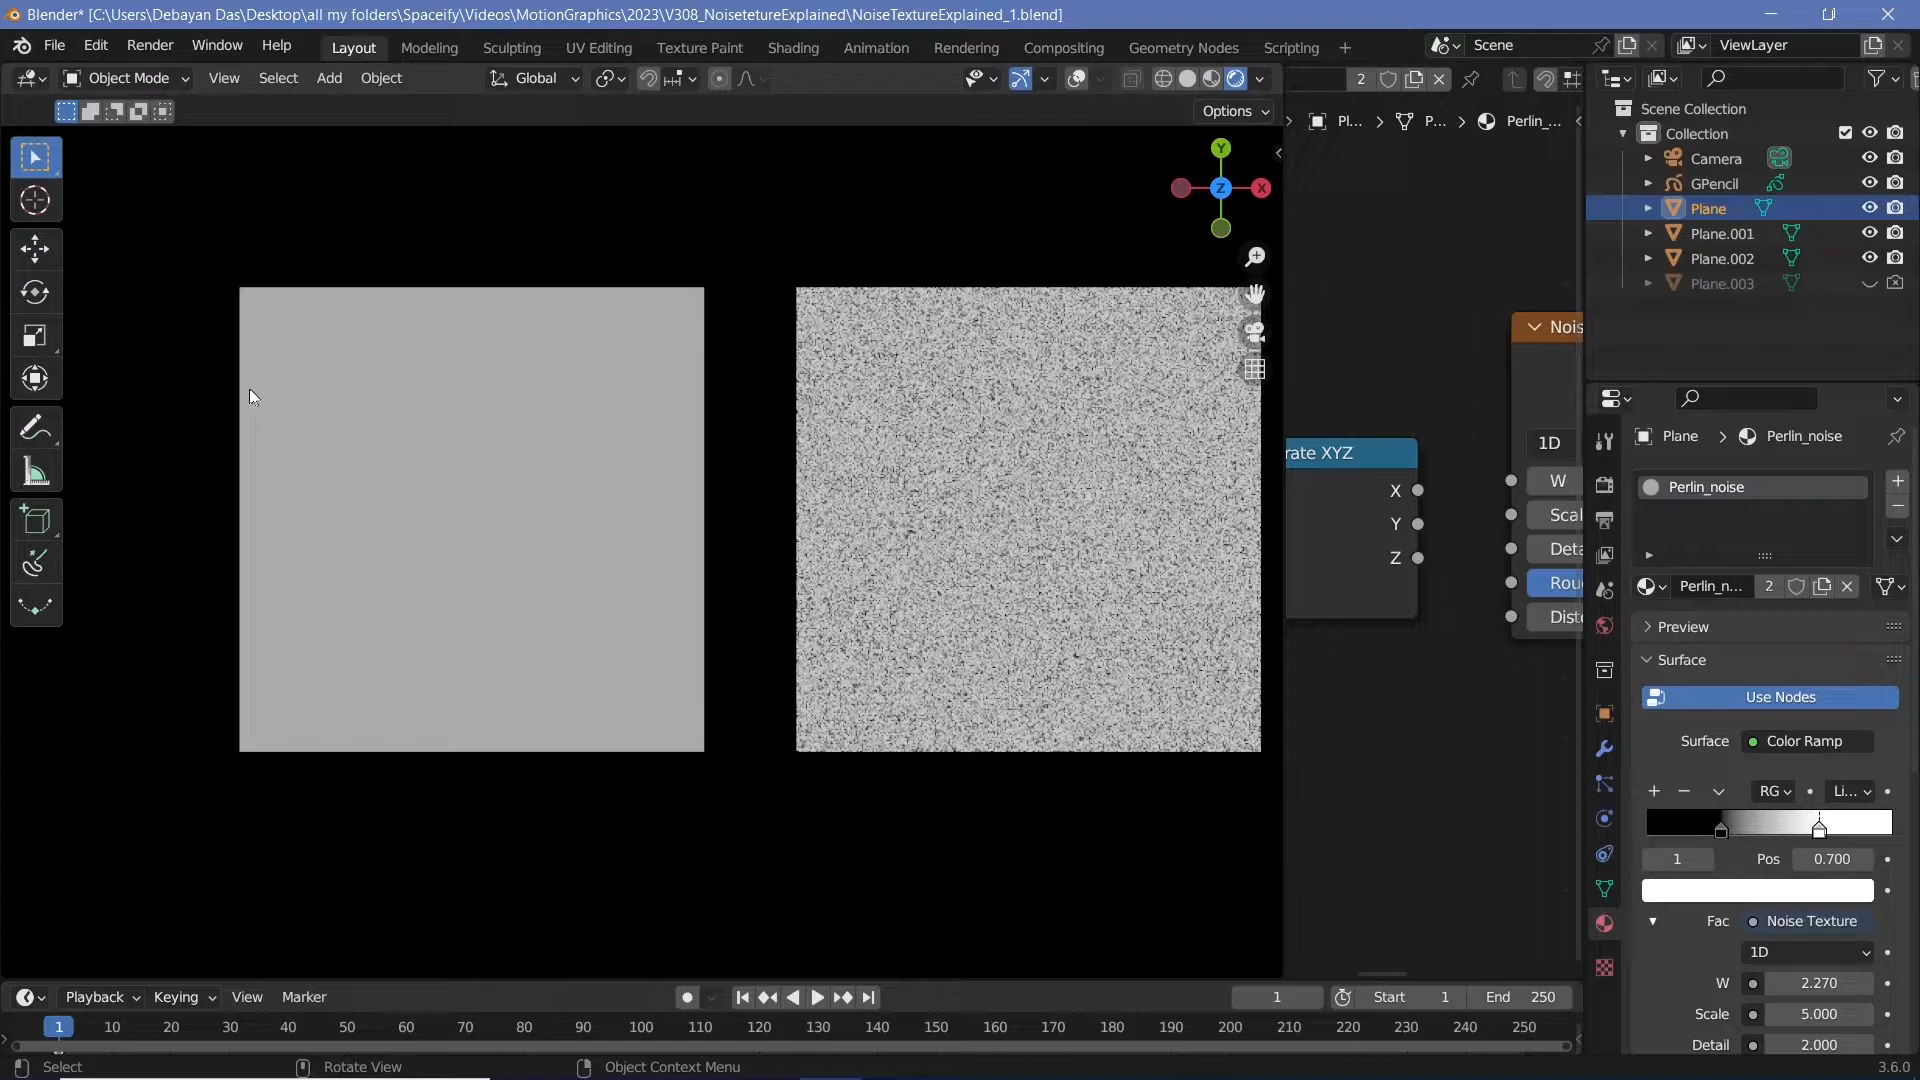 Blender* [C:\Users\Debayan Das\Desktop\all my folders\Spaceify\Videos\MotionGraphics\2023\V308_NoisetetureExplained\NoiseTextureExplained_1.blend]
File Edit Render Window Help Layout Modeling Sculpting UV Editing Texture Paint Shading Animation Rendering Compositing Geometry Nodes Scripting + Scene ViewLayer
Object Mode View Select Add Object Global 2
Options
Pl... > P... > Perlin_...
Scene Collection
Collection
Camera
GPencil
Plane
Plane.001
Plane.002
Plane.003
Y
Z X
Nois
rate XYZ
X
Y
Z
1D
W
Scal
Deta
Rou
Dist
Plane > Perlin_noise
Perlin_noise
Perlin_n... 2
Preview
Surface
Use Nodes
Surface Color Ramp
RG Li...
1 Pos 0.700
Fac Noise Texture
1D
W 2.270
Scale 5.000
Detail 2.000
Playback Keying View Marker 1 Start 1 End 250
1 10 20 30 40 50 60 70 80 90 100 110 120 130 140 150 160 170 180 190 200 210 220 230 240 250
Select Rotate View Object Context Menu 3.6.0